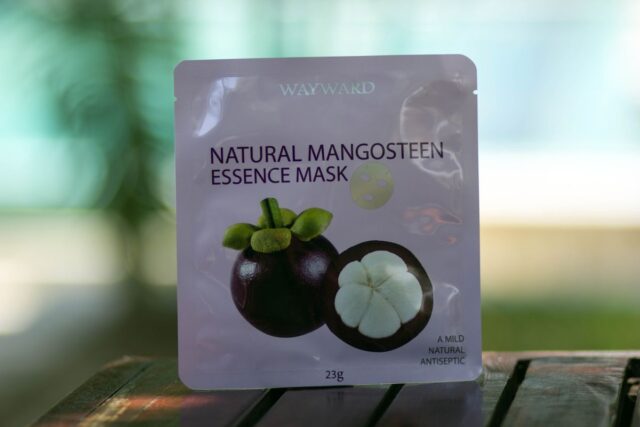 WAYWARD
NATURAL MANGOSTEEN
ESSENCE MASK
A MILD
NATURAL
ANTISEPTIC
23g